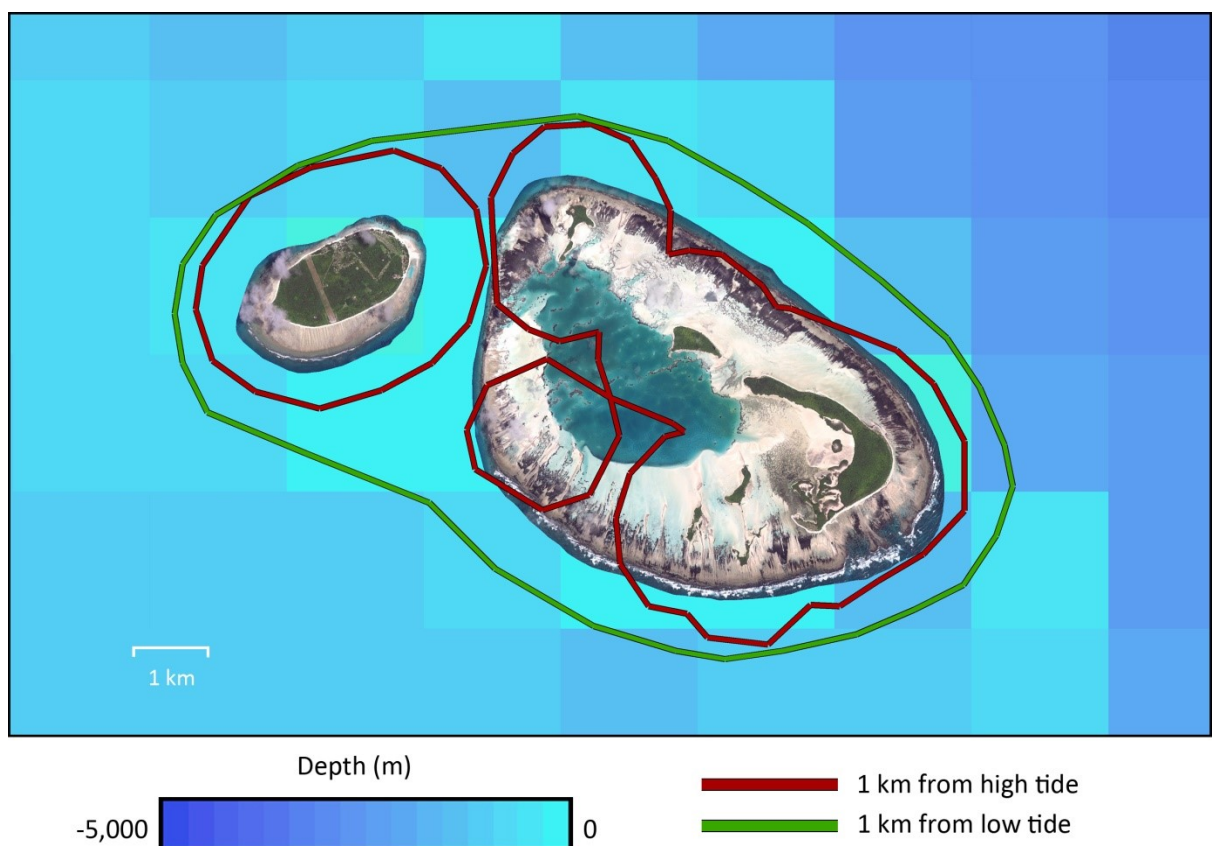 1 km
Depth (m)
-5,000
0
1 km from high tide
1 km from low tide